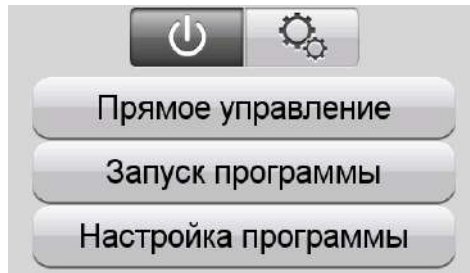 Прямое управление
Запуск программы
Настройка программы